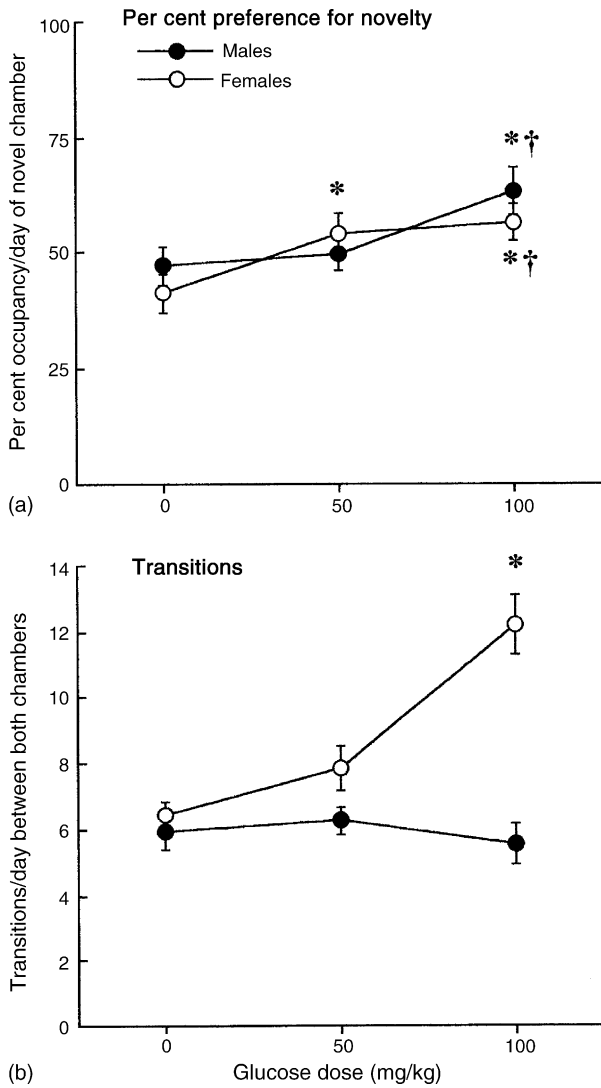 Per cent preference for novelty
Males
Females
Per cent occupancy/day of novel chamber
100
75
50
25
0
* †
*
* †
0 50 100
(a)
Transitions
Transitions/day between both chambers
14
12
10
8
6
4
2
0
*
0 50 100
Glucose dose (mg/kg)
(b)